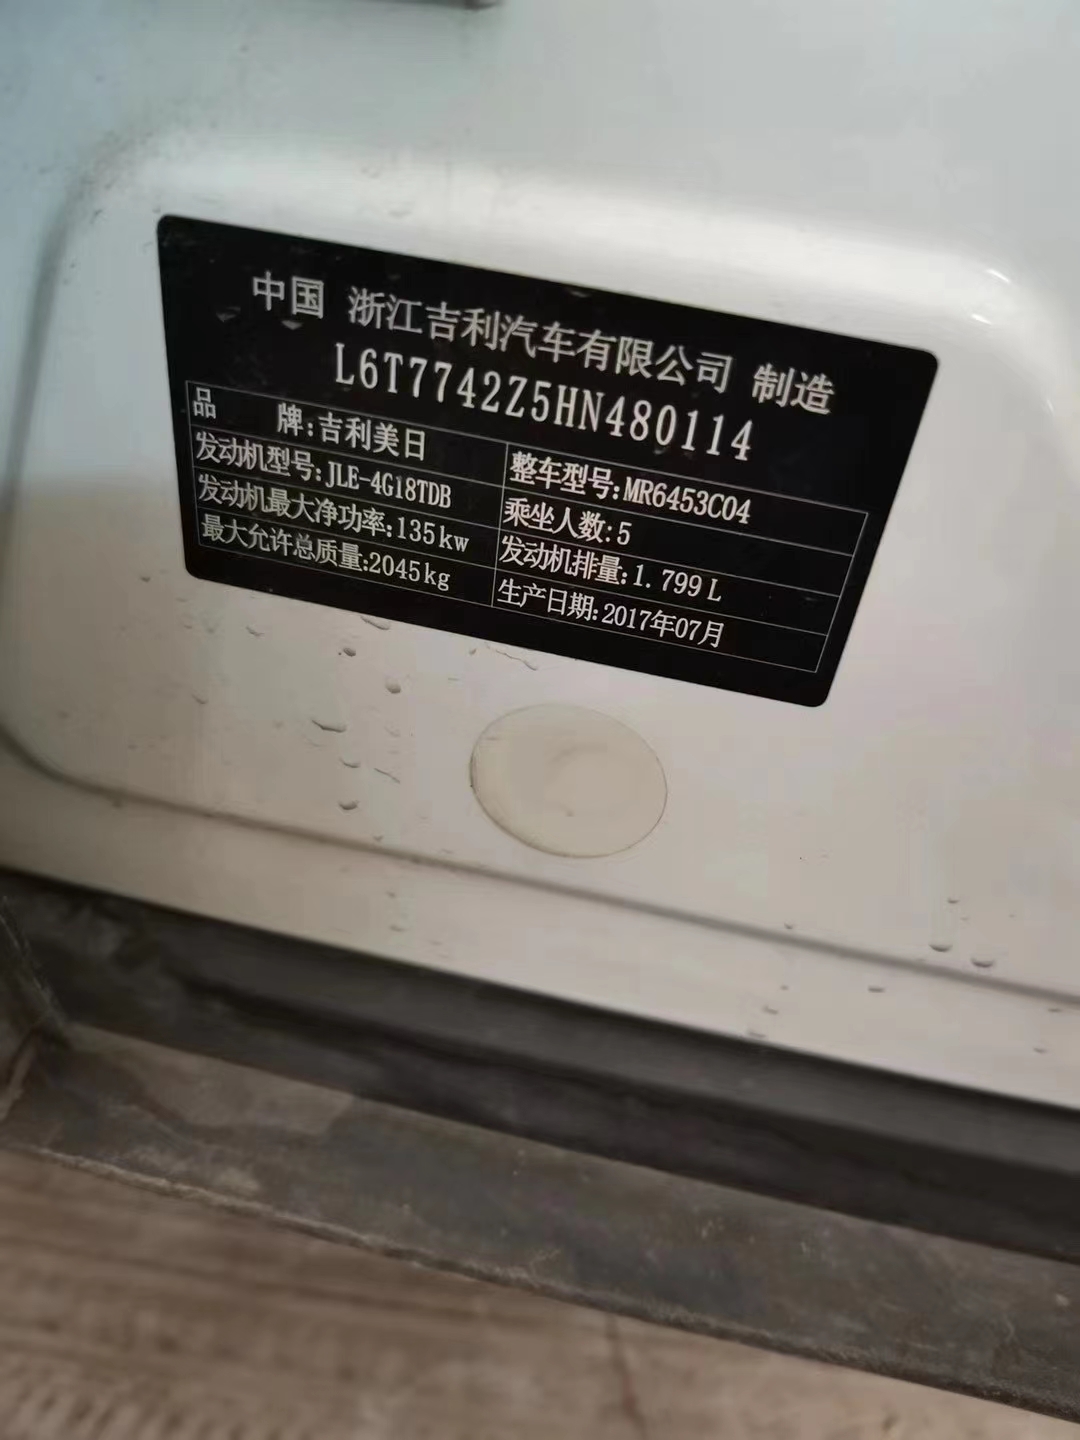 中国 浙江吉利汽车有限公司 制造
L6T7742Z5HN480114
品 牌:吉利美日
整车型号:MR6453C04
发动机型号:JLE-4G18TDB
乘坐人数:5
发动机最大净功率:135kw
发动机排量:1.799L
最大允许总质量:2045kg
生产日期:2017年07月